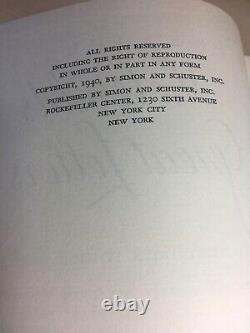 ALL RIGHTS RESERVED
INCLUDING THE RIGHT OF REPRODUCTION
IN WHOLE OR IN PART IN ANY FORM
COPYRIGHT, 1940, BY SIMON AND SCHUSTER, INC.
PUBLISHED BY SIMON AND SCHUSTER, INC.
ROCKEFELLER CENTER, 1230 SIXTH AVENUE
NEW YORK CITY
NEW YORK
ebay